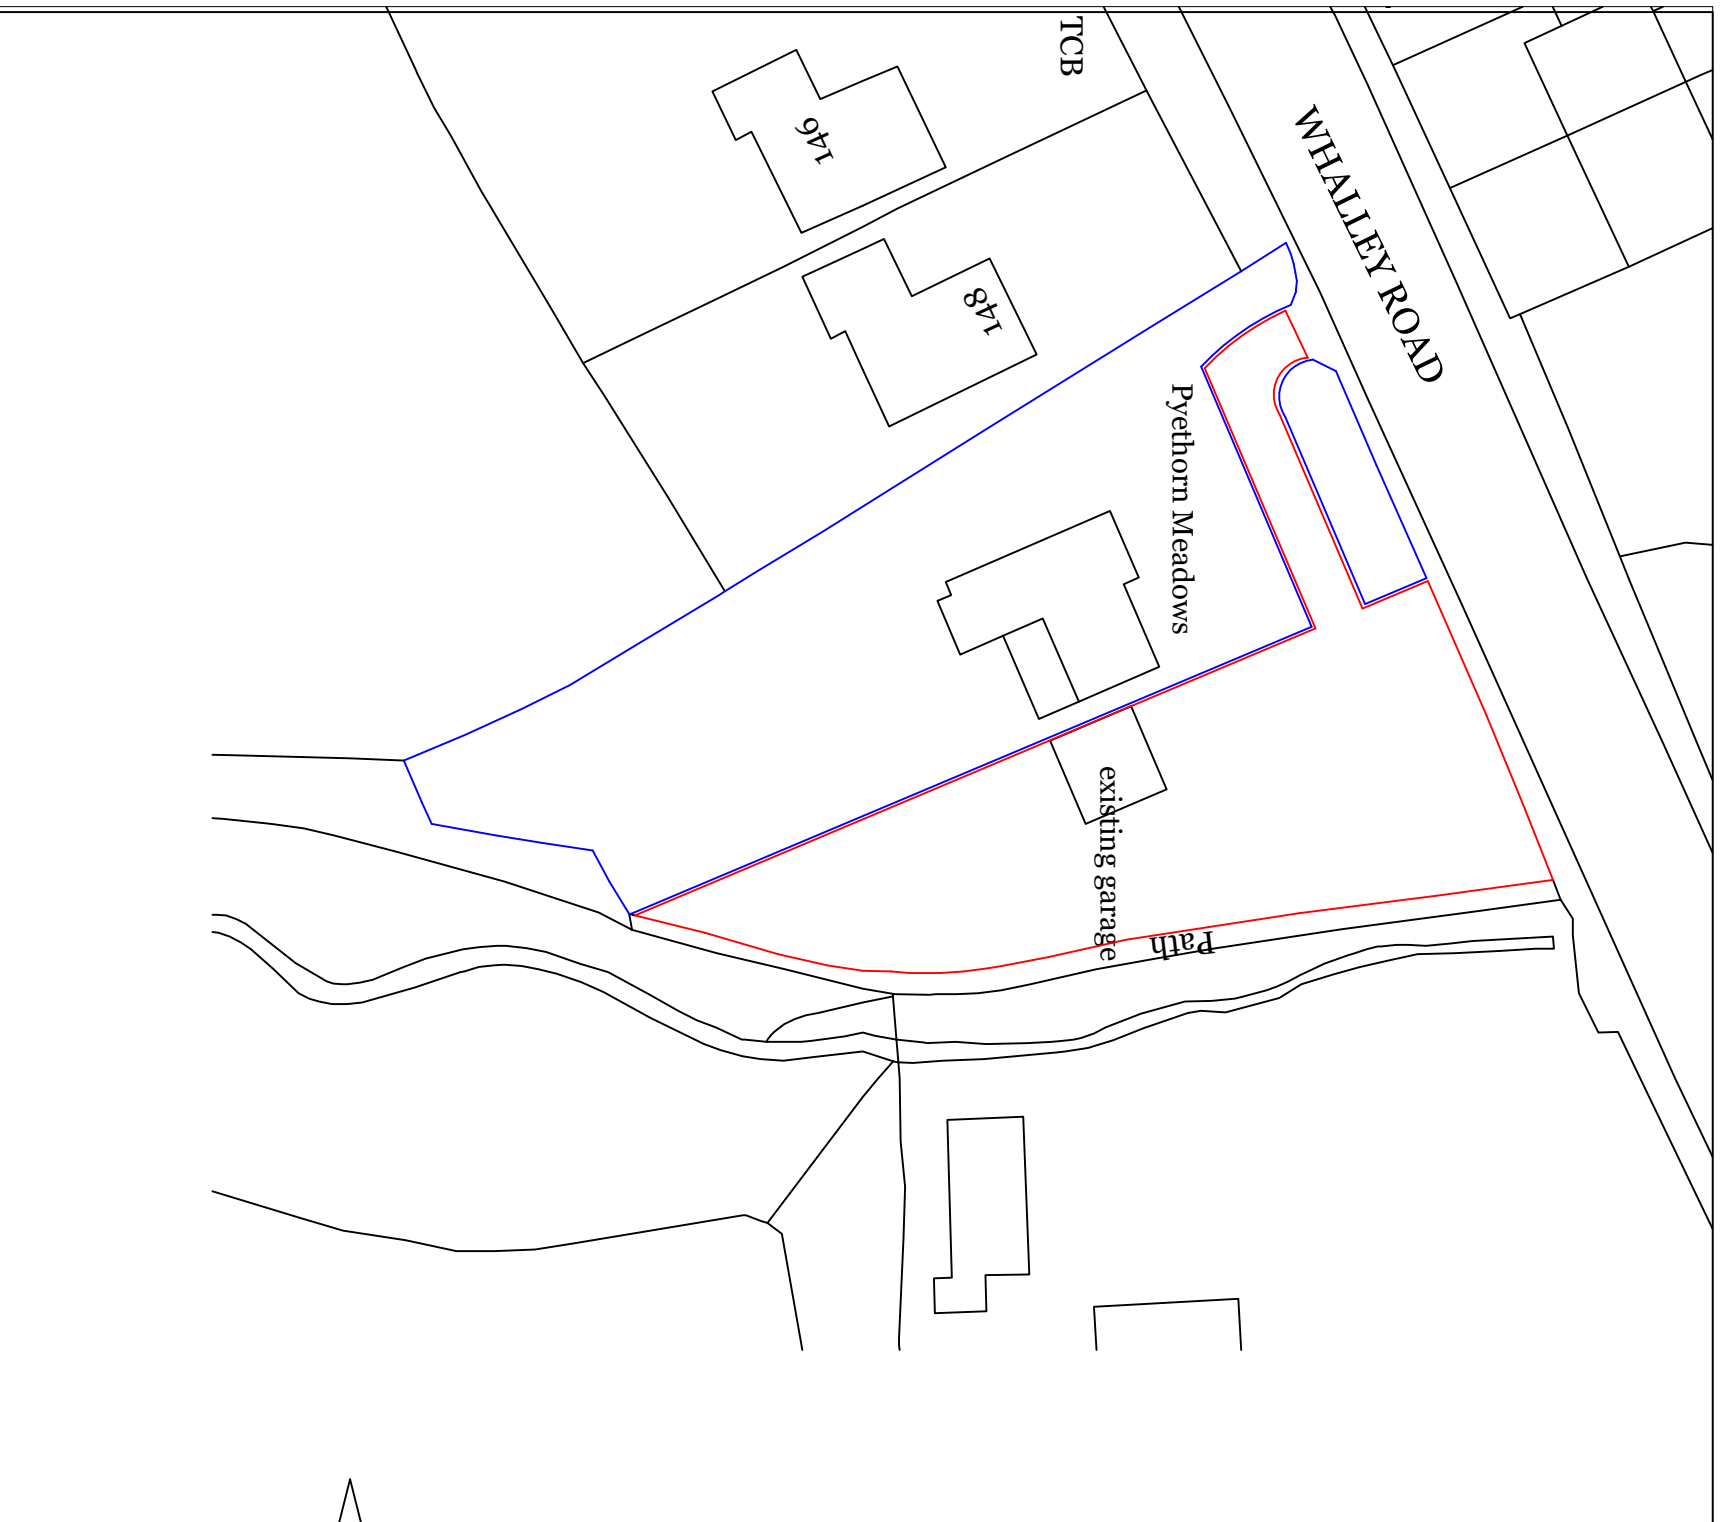 TCB
146
WHALLEY ROAD
148
Pyethorn Meadows
existing garage
Path